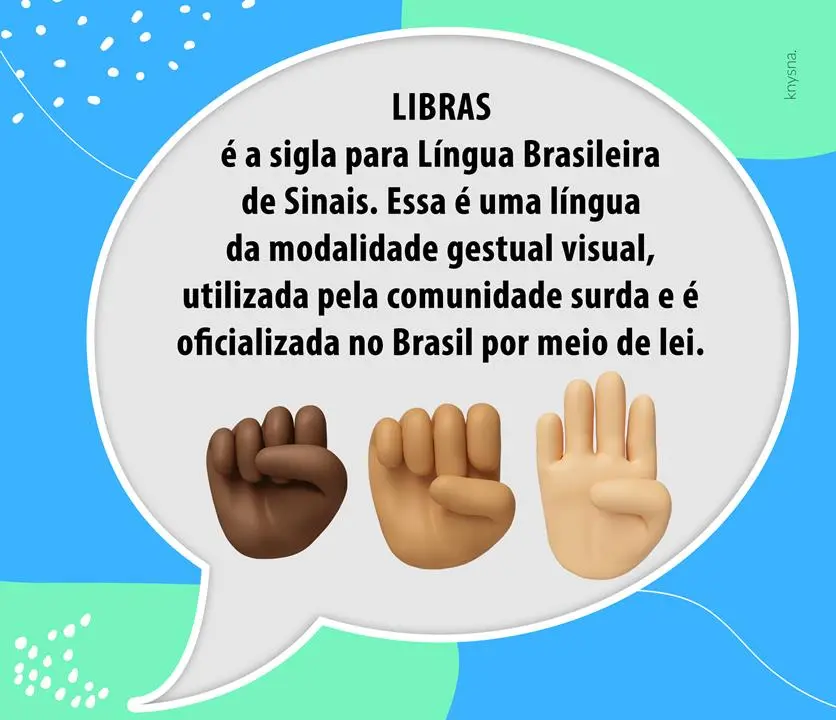 LIBRAS
é a sigla para Língua Brasileira
de Sinais. Essa é uma língua
da modalidade gestual visual,
utilizada pela comunidade surda e é
oficializada no Brasil por meio de lei.
knysna.